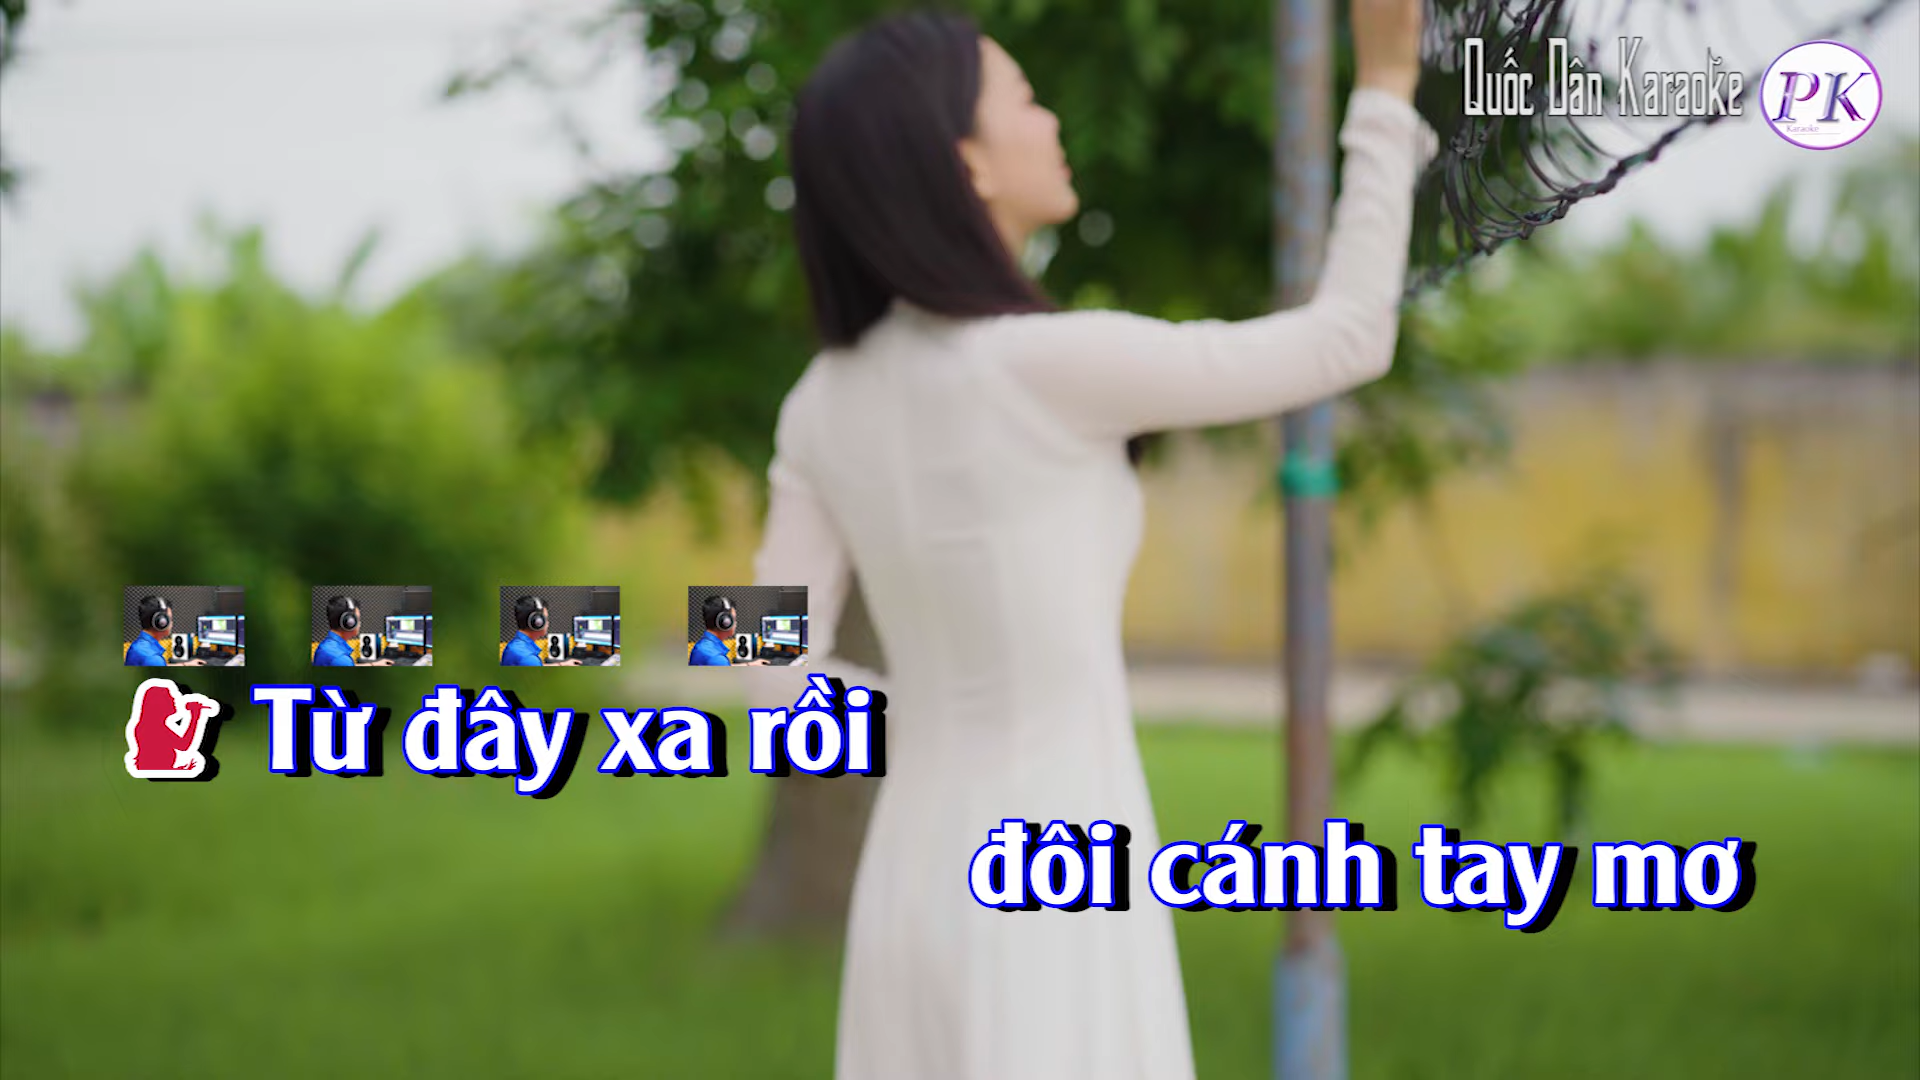 Quốc Dân Karaoke
PK
Karaoke
Từ đây xa rồi
đôi cánh tay mơ